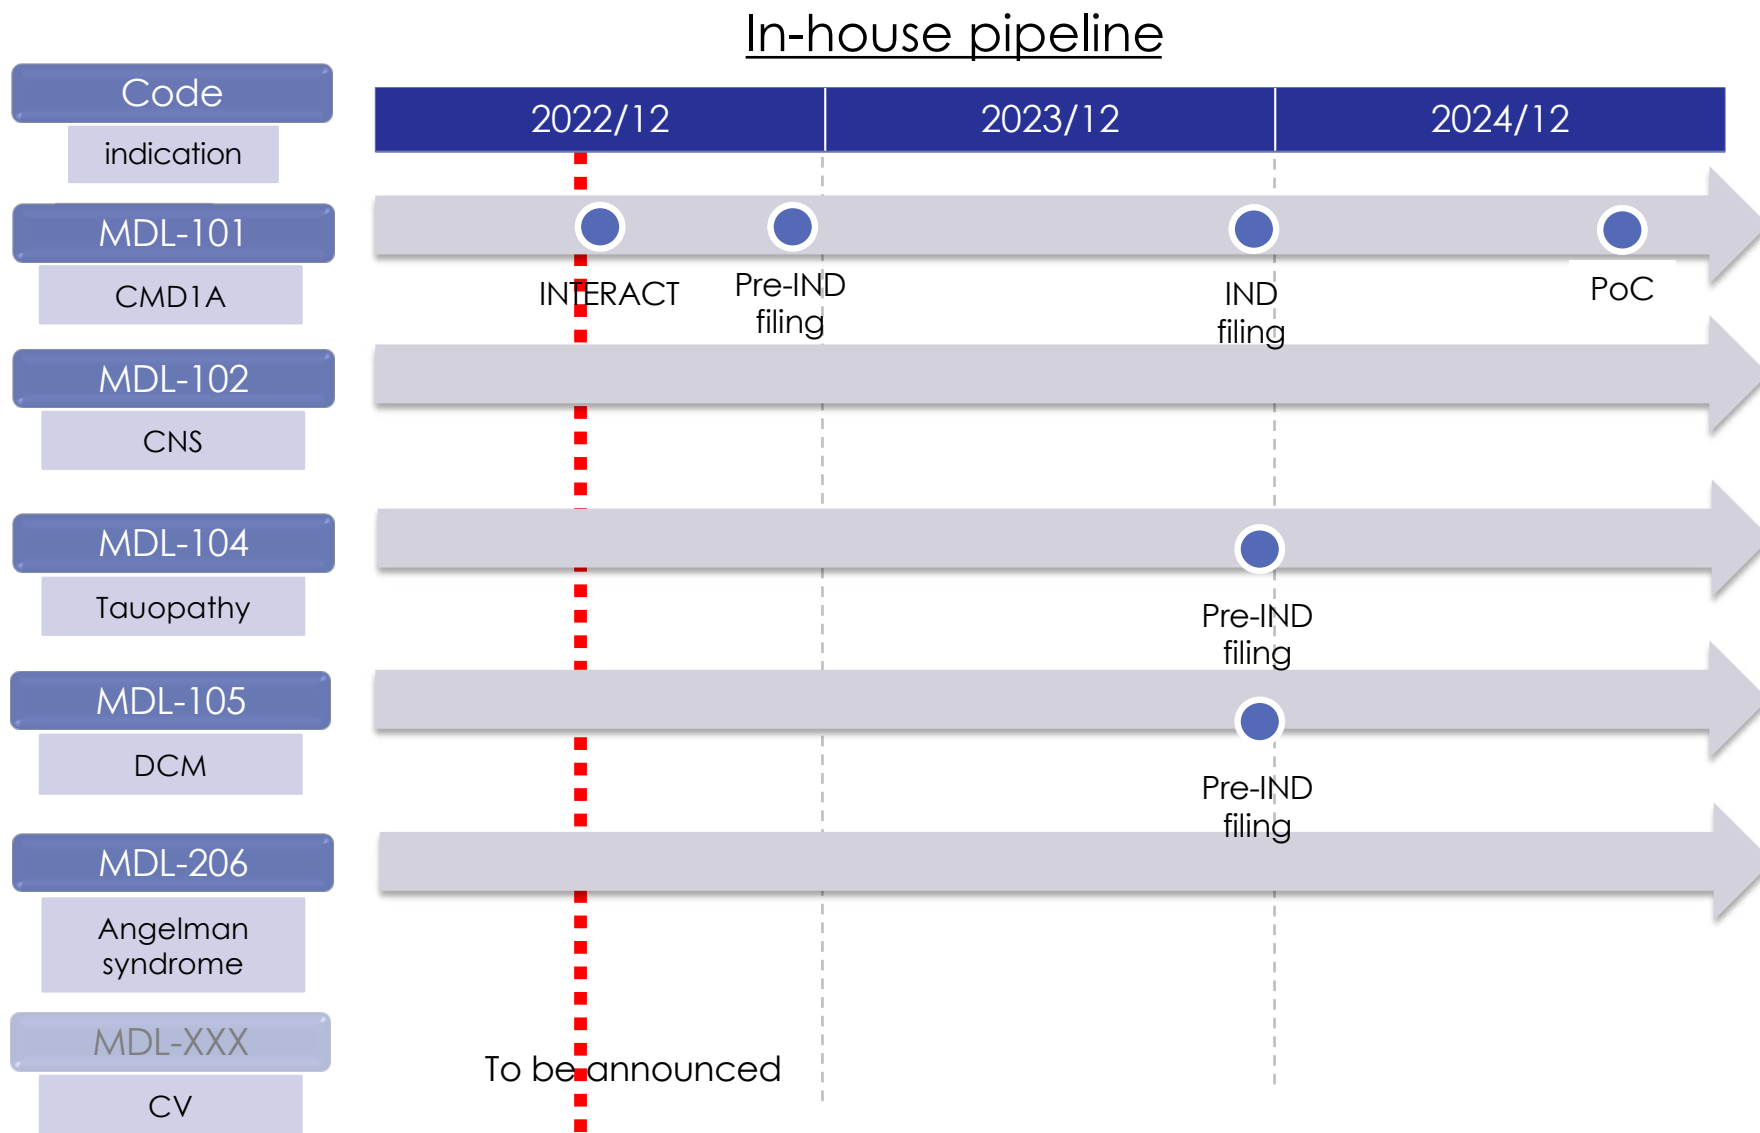 In-house pipeline
Code
indication
2022/12
2023/12
2024/12
MDL-101
CMD1A
INTERACT
Pre-IND
filing
IND
filing
PoC
MDL-102
CNS
MDL-104
Tauopathy
Pre-IND
filing
MDL-105
DCM
Pre-IND
filing
MDL-206
Angelman
syndrome
MDL-XXX
CV
To be announced